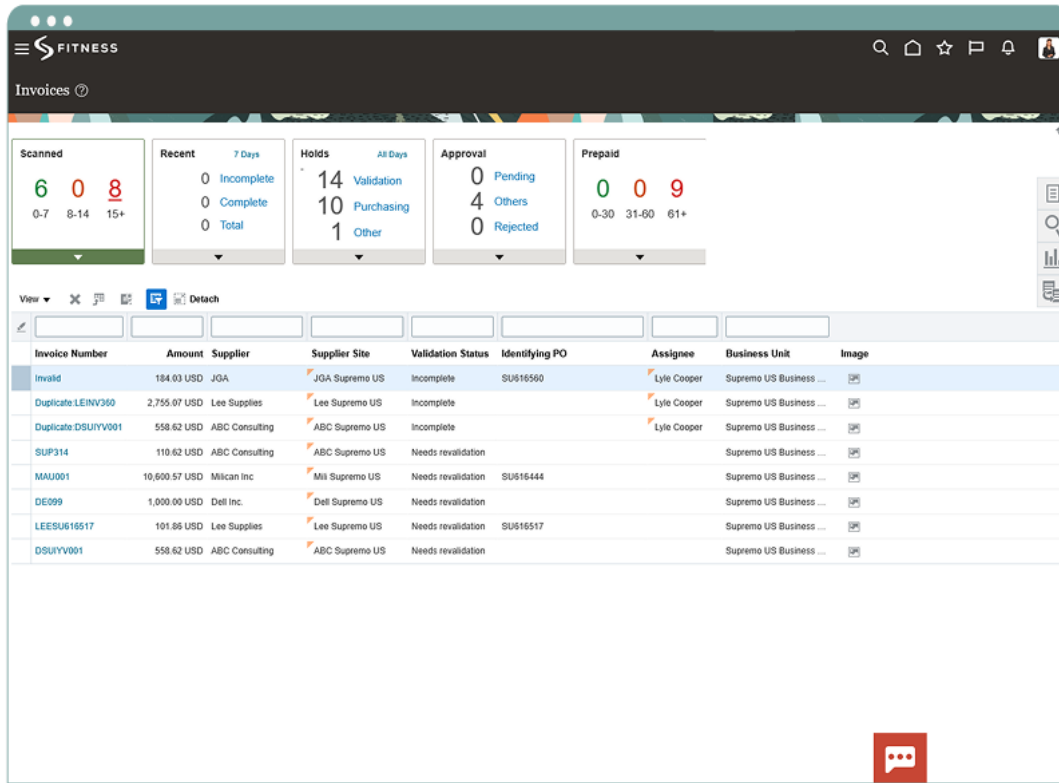 FITNESS
Invoices
Scanned
6 0 8
0-7 8-14 15+
Recent 7 Days
0 Incomplete
0 Complete
0 Total
Holds All Days
14 Validation
10 Purchasing
1 Other
Approval
0 Pending
4 Others
0 Rejected
Prepaid
0 0 9
0-30 31-60 61+
View Detach
Invoice Number Amount Supplier Supplier Site Validation Status Identifying PO Assignee Business Unit Image
Invalid 184.03 USD JGA JGA Supremo US Incomplete SU616560 Lyle Cooper Supremo US Business ...
Duplicate:LEINV360 2,755.07 USD Lee Supplies Lee Supremo US Incomplete Lyle Cooper Supremo US Business ...
Duplicate:DSUIYV001 558.62 USD ABC Consulting ABC Supremo US Incomplete Lyle Cooper Supremo US Business ...
SUP314 110.62 USD ABC Consulting ABC Supremo US Needs revalidation Supremo US Business ...
MAU001 10,600.57 USD Milican Inc Mili Supremo US Needs revalidation SU616444 Supremo US Business ...
DE099 1,000.00 USD Dell Inc. Dell Supremo US Needs revalidation Supremo US Business ...
LEESU616517 101.86 USD Lee Supplies Lee Supremo US Needs revalidation SU616517 Supremo US Business ...
DSUIYV001 558.62 USD ABC Consulting ABC Supremo US Needs revalidation Supremo US Business ...